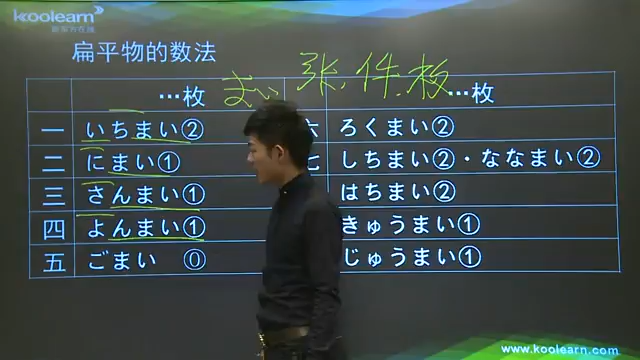 koolearn
新东方在线
扁平物的数法
…枚 まい 张.件.枚 …枚
一 いちまい② 六 ろくまい②
二 にまい① 七 しちまい②・ななまい②
三 さんまい① はちまい②
四 よんまい① きゅうまい①
五 ごまい ⓪ じゅうまい①
www.koolearn.com